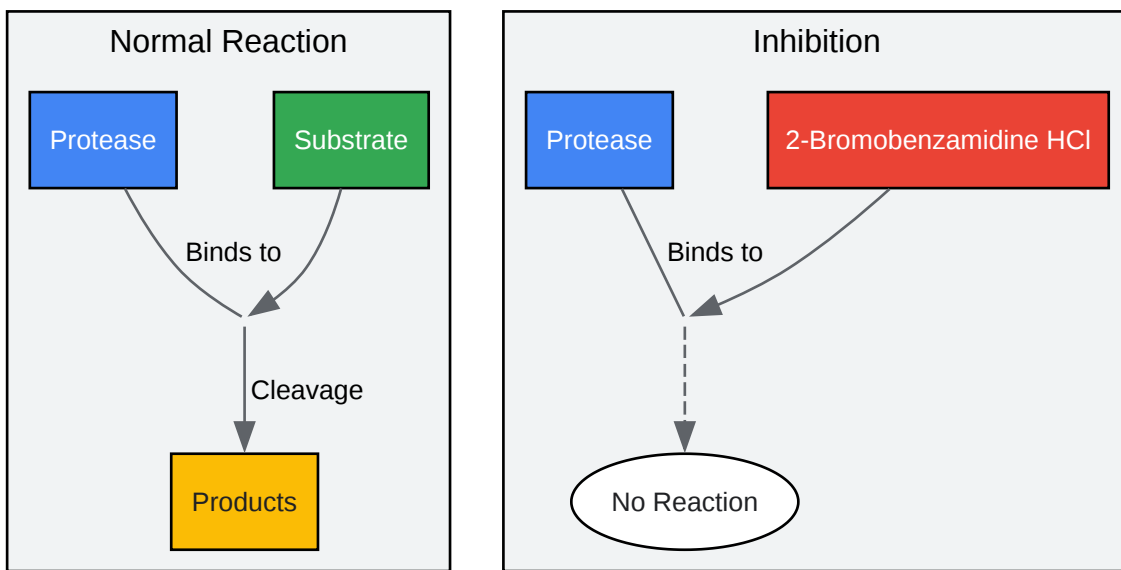 Normal Reaction
Protease
Substrate
Binds to
Cleavage
Products
Inhibition
Protease
2-Bromobenzamidine HCl
Binds to
No Reaction